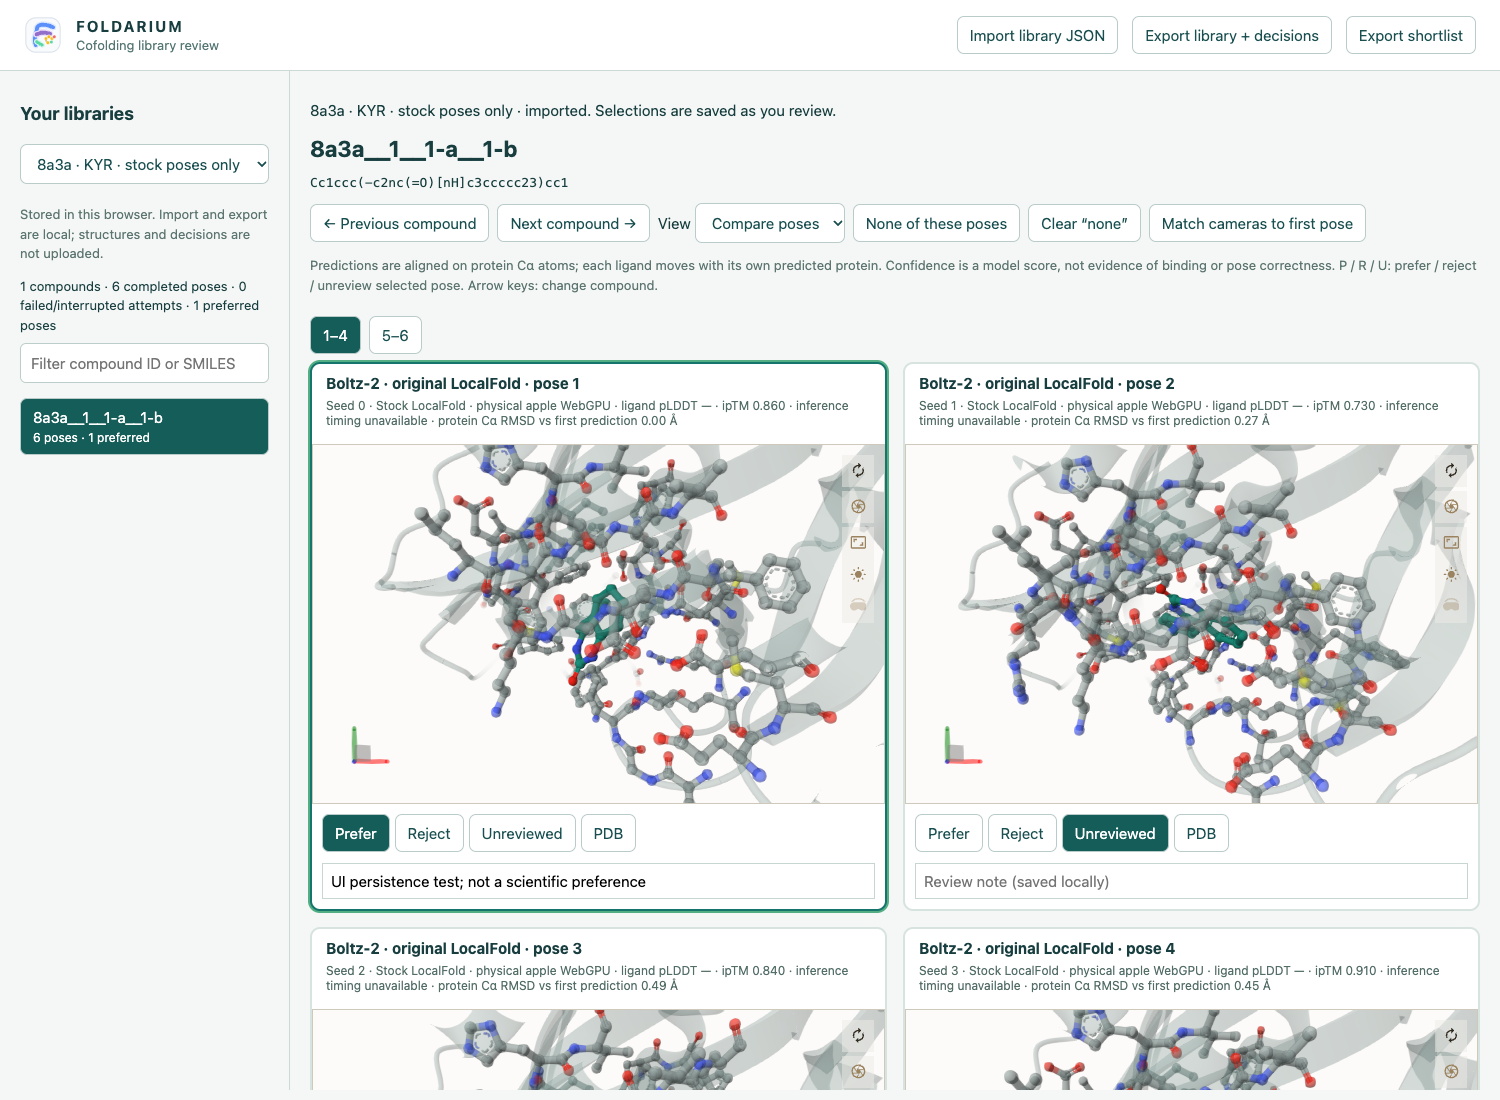 FOLDARIUM
Cofolding library review
Import library JSON
Export library + decisions
Export shortlist
Your libraries
8a3a · KYR · stock poses only
Stored in this browser. Import and export
are local; structures and decisions are
not uploaded.
1 compounds · 6 completed poses · 0
failed/interrupted attempts · 1 preferred
poses
Filter compound ID or SMILES
8a3a__1__1-a__1-b
6 poses · 1 preferred
8a3a · KYR · stock poses only · imported. Selections are saved as you review.
8a3a__1__1-a__1-b
Cc1ccc(-c2nc(=O)[nH]c3ccccc23)cc1
← Previous compound
Next compound →
View
Compare poses
None of these poses
Clear “none”
Match cameras to first pose
Predictions are aligned on protein Cα atoms; each ligand moves with its own predicted protein. Confidence is a model score, not evidence of binding or pose correctness. P / R / U: prefer / reject
/ unreview selected pose. Arrow keys: change compound.
1–4
5–6
Boltz-2 · original LocalFold · pose 1
Seed 0 · Stock LocalFold · physical apple WebGPU · ligand pLDDT — · ipTM 0.860 · inference
timing unavailable · protein Cα RMSD vs first prediction 0.00 Å
Prefer
Reject
Unreviewed
PDB
UI persistence test; not a scientific preference
Boltz-2 · original LocalFold · pose 2
Seed 1 · Stock LocalFold · physical apple WebGPU · ligand pLDDT — · ipTM 0.730 · inference
timing unavailable · protein Cα RMSD vs first prediction 0.27 Å
Prefer
Reject
Unreviewed
PDB
Review note (saved locally)
Boltz-2 · original LocalFold · pose 3
Seed 2 · Stock LocalFold · physical apple WebGPU · ligand pLDDT — · ipTM 0.840 · inference
timing unavailable · protein Cα RMSD vs first prediction 0.49 Å
Boltz-2 · original LocalFold · pose 4
Seed 3 · Stock LocalFold · physical apple WebGPU · ligand pLDDT — · ipTM 0.910 · inference
timing unavailable · protein Cα RMSD vs first prediction 0.45 Å